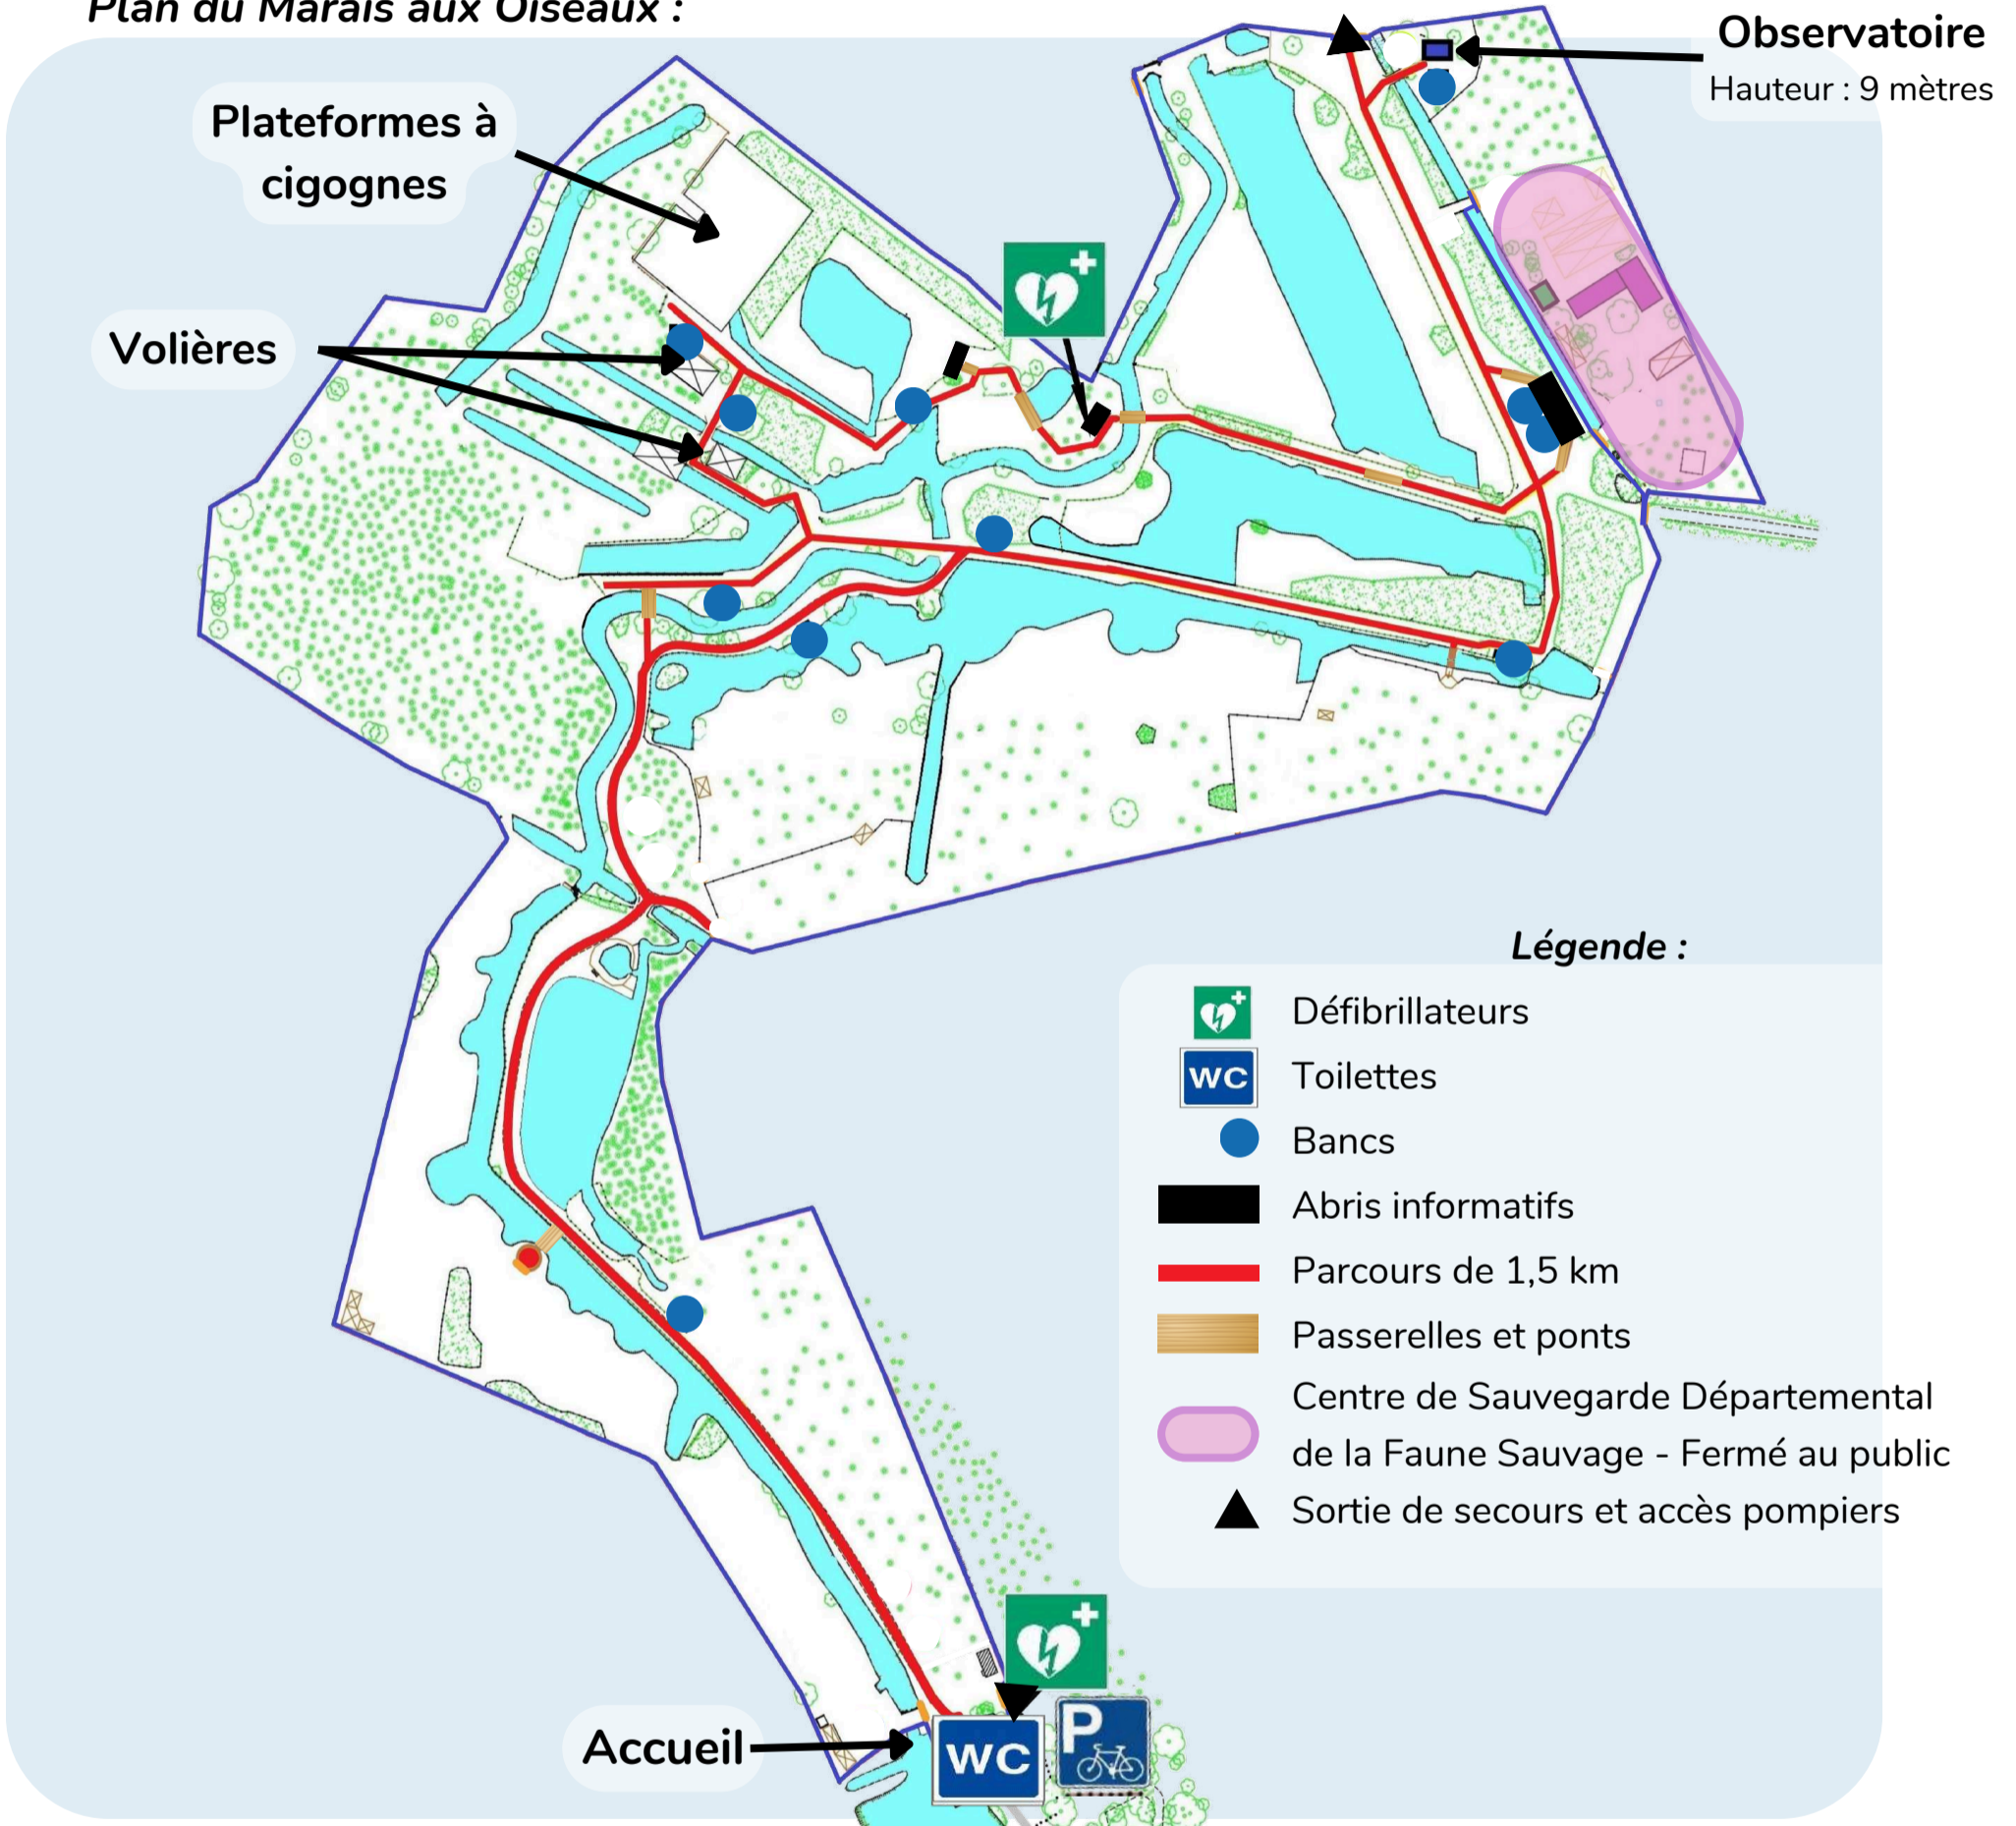 Plan du Marais aux Oiseaux :
Observatoire
Hauteur : 9 mètres
Plateformes à
cigognes
Volières
Légende :
Défibrillateurs
WC
Toilettes
Bancs
Abris informatifs
Parcours de 1,5 km
Passerelles et ponts
Centre de Sauvegarde Départemental
de la Faune Sauvage - Fermé au public
Sortie de secours et accès pompiers
Accueil
WC
P